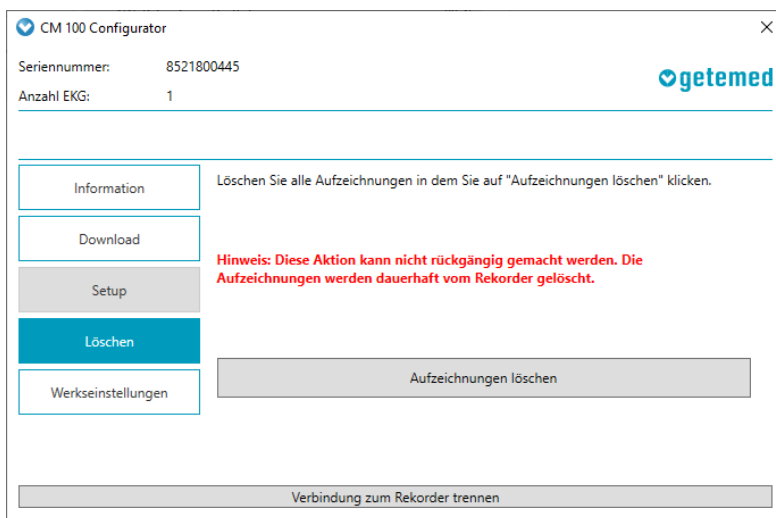 CM 100 Configurator
Seriennummer: 8521800445
getemed
Anzahl EKG: 1
Information
Löschen Sie alle Aufzeichnungen in dem Sie auf "Aufzeichnungen löschen" klicken.
Download
Hinweis: Diese Aktion kann nicht rückgängig gemacht werden. Die
Aufzeichnungen werden dauerhaft vom Rekorder gelöscht.
Setup
Löschen
Aufzeichnungen löschen
Werkseinstellungen
Verbindung zum Rekorder trennen